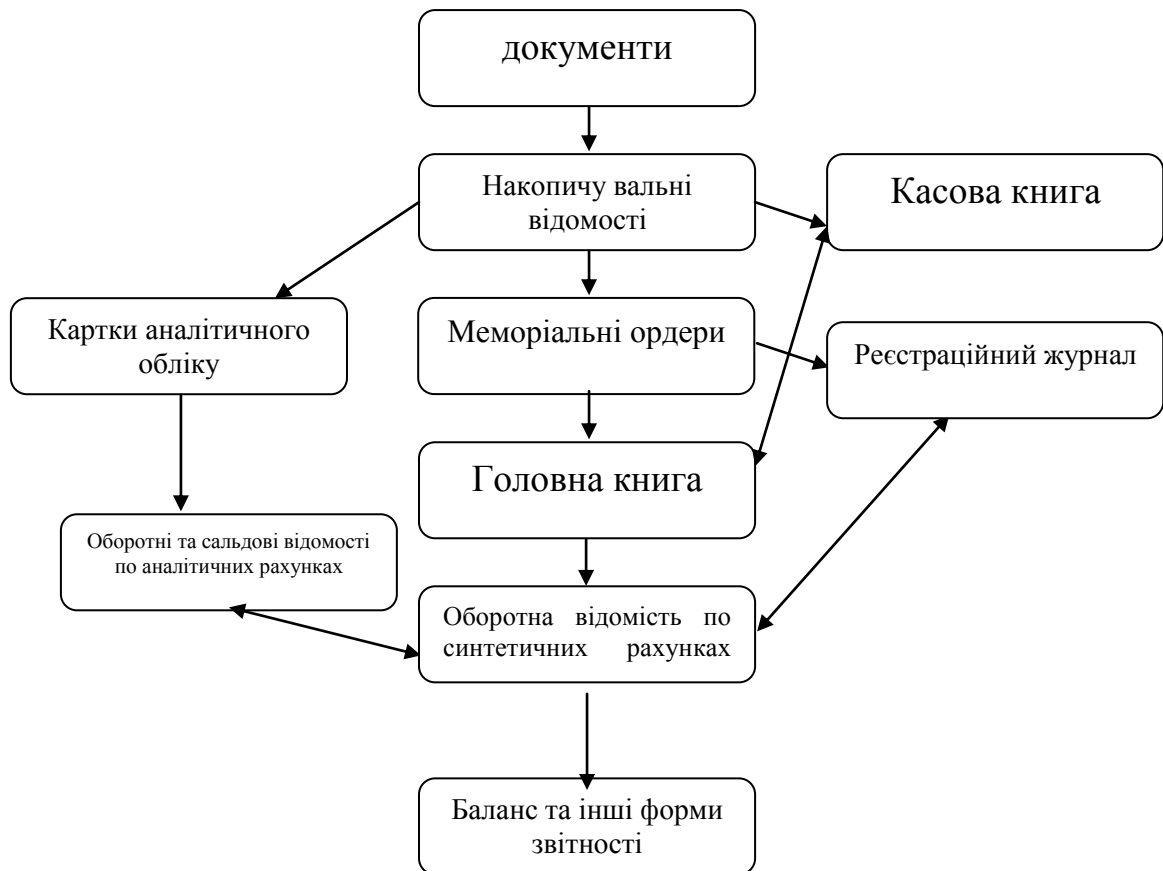 документи
Накопичу вальні
відомості
Касова книга
Картки аналітичного
обліку
Меморіальні ордери
Реєстраційний журнал
Головна книга
Оборотні та сальдові відомості
по аналітичних рахунках
Оборотна відомість по
синтетичних рахунках
Баланс та інші форми
звітності